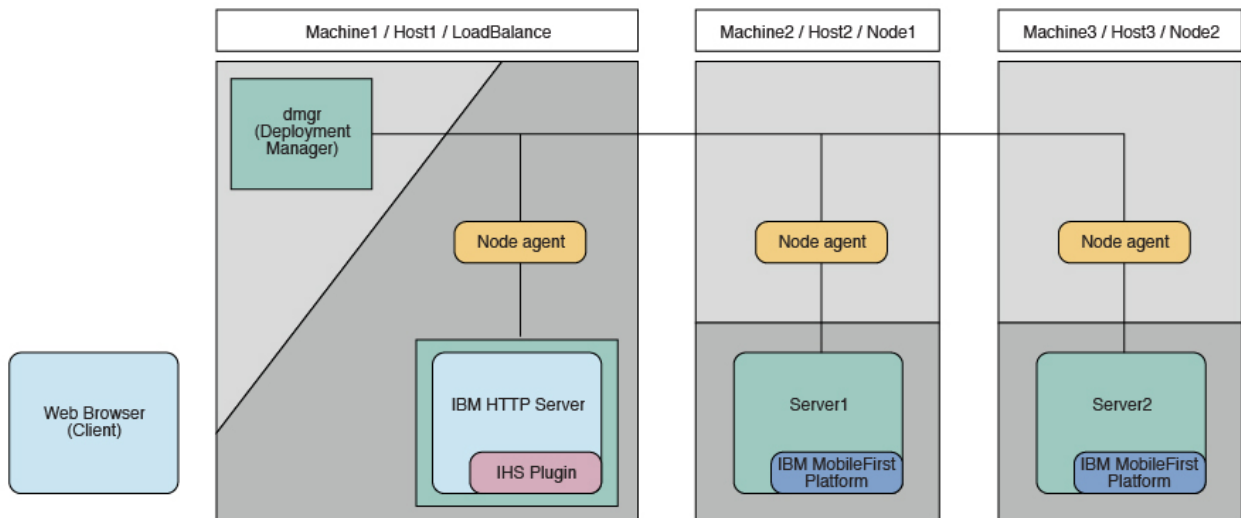 Machine1 / Host1 / LoadBalance
Machine2 / Host2 / Node1
Machine3 / Host3 / Node2
dmgr
(Deployment
Manager)
Node agent
Node agent
Node agent
Web Browser
(Client)
IBM HTTP Server
IHS Plugin
Server1
IBM MobileFirst
Platform
Server2
IBM MobileFirst
Platform